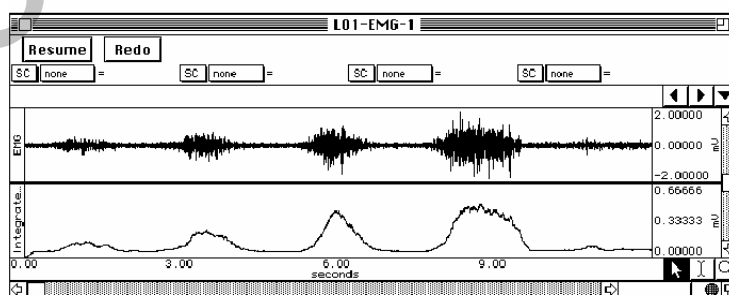 L01-EMG-1
Resume Redo
SC none = SC none = SC none = SC none =
2.00000
EMG
0.00000 mV
-2.00000
0.66666
Integrate...
0.33333 mV
0.00000
0.00 3.00 6.00 9.00
seconds